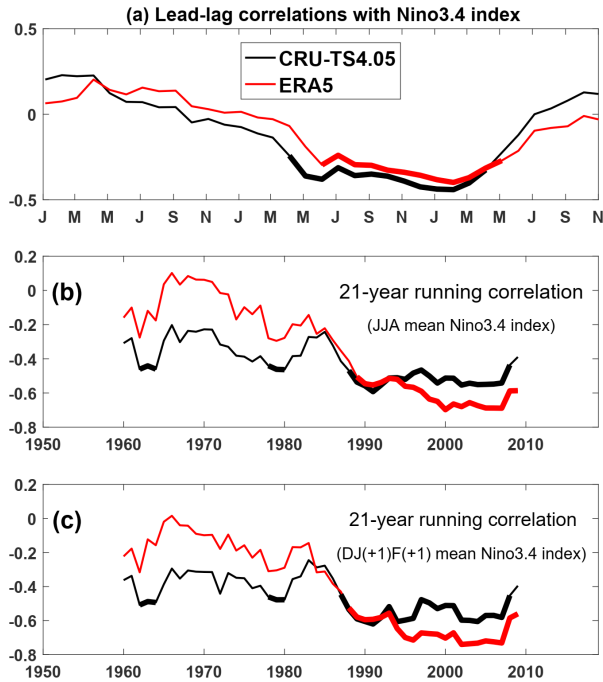 (a) Lead-lag correlations with Nino3.4 index
0.5
CRU-TS4.05
ERA5
0
-0.5
J M M J S N J M M J S N J M M J S N
0.2
(b)
21-year running correlation
(JJA mean Nino3.4 index)
0
-0.2
-0.4
-0.6
-0.8
1950 1960 1970 1980 1990 2000 2010
0.2
(c)
21-year running correlation
(DJ(+1)F(+1) mean Nino3.4 index)
0
-0.2
-0.4
-0.6
-0.8
1950 1960 1970 1980 1990 2000 2010